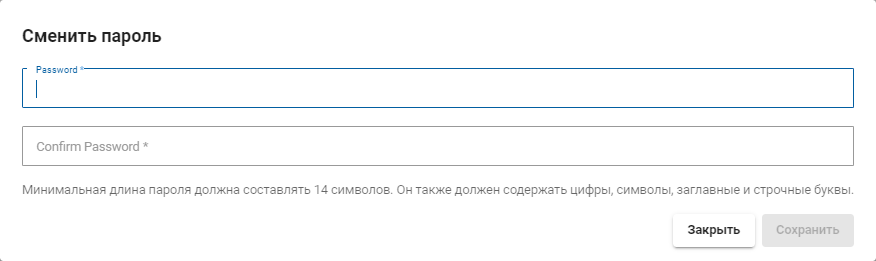 Сменить пароль
Password *
Confirm Password *
Минимальная длина пароля должна составлять 14 символов. Он также должен содержать цифры, символы, заглавные и строчные буквы.
Закрыть Сохранить